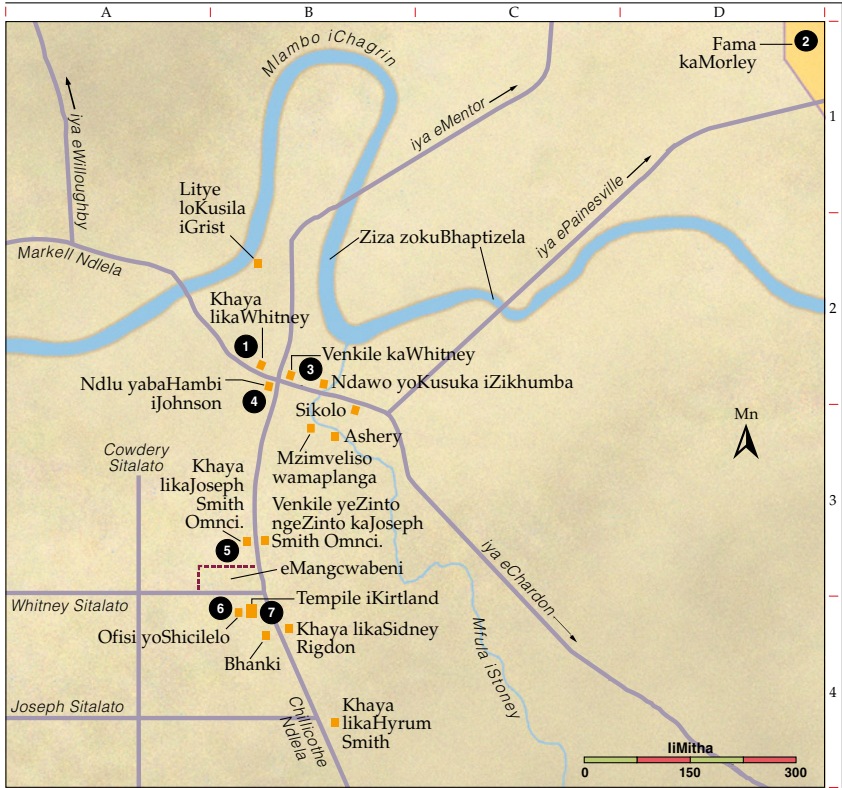 A
B
C
D
1
2
3
4
Mlambo iChagrin
Fama
kaMorley
2
iya eMentor
iya eWilloughby
iya ePainesville
Litye
loKusila
iGrist
Markell Ndlela
Ziza zokuBhaptizela
Khaya
likaWhitney
1
Venkile kaWhitney
3
Ndawo yoKusuka iZikhumba
Ndlu yabaHambi
iJohnson
4
Sikolo
Ashery
Mzimveliso
wamaplanga
Mn
Cowdery
Sitalato
Khaya
likaJoseph
Smith
Omnci.
5
Venkile yeZinto
ngeZinto kaJoseph
Smith Omnci.
eMangcwabeni
iya eChardon
Whitney Sitalato
6
7
Tempile iKirtland
Ofisi yoShicilelo
Khaya likaSidney
Rigdon
Bhanki
Mfula iStoney
Joseph Sitalato
Chillicothe
Ndlela
Khaya
likaHyrum
Smith
IiMitha
0
150
300